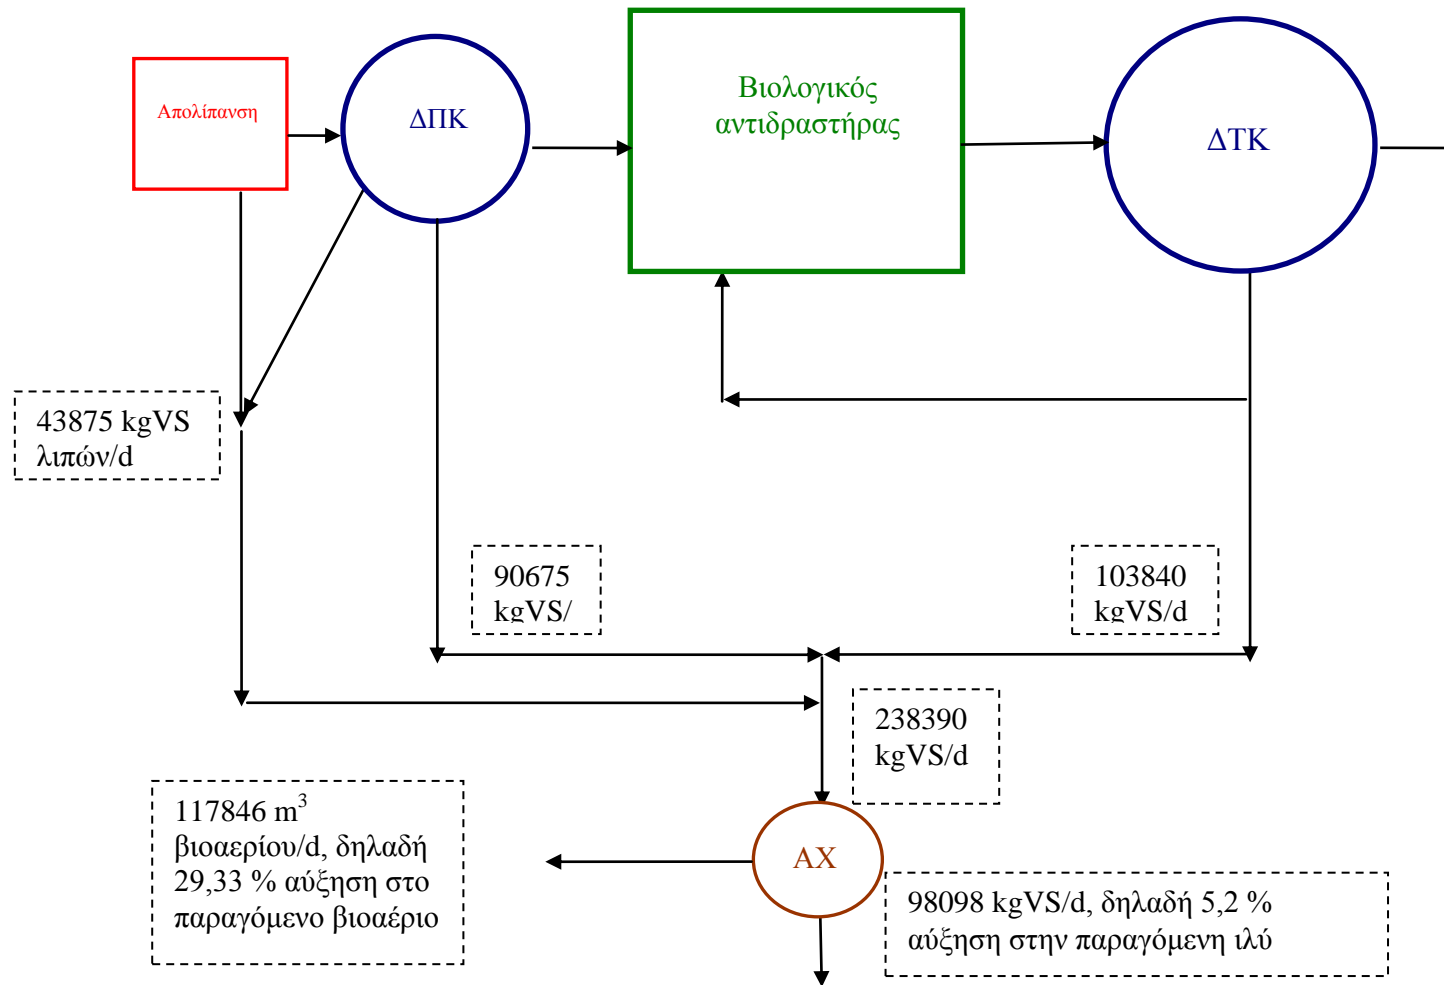 Απολίπανση
ΔΠΚ
Βιολογικός
αντιδραστήρας
ΔΤΚ
43875 kgVS
λιπών/d
90675
kgVS/
103840
kgVS/d
238390
kgVS/d
117846 m³
βιοαερίου/d, δηλαδή
29,33 % αύξηση στο
παραγόμενο βιοαέριο
ΑΧ
98098 kgVS/d, δηλαδή 5,2 %
αύξηση στην παραγόμενη ιλύ